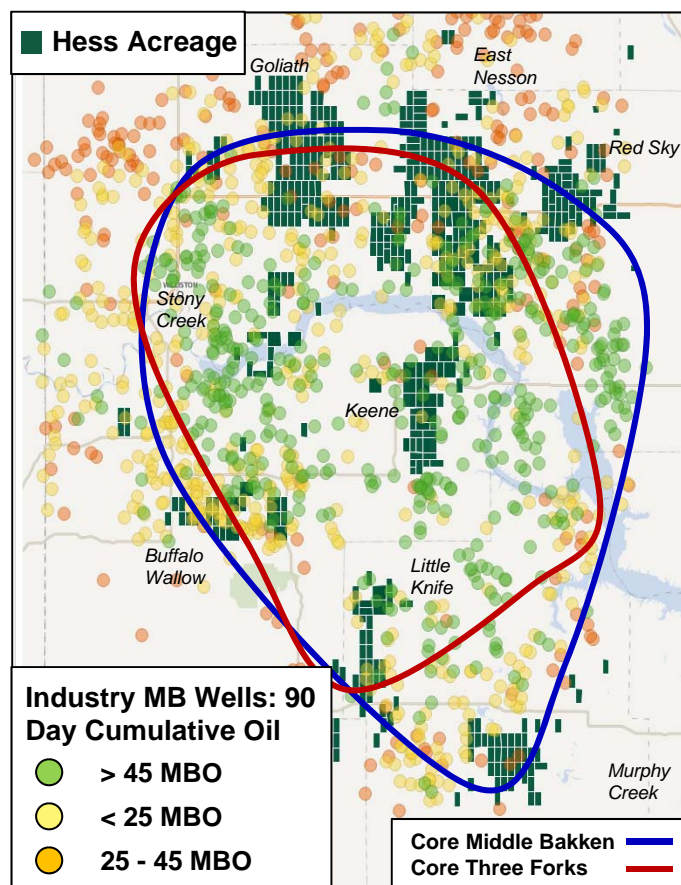 Hess Acreage
Goliath
East
Nesson
Red Sky
WILLISTON
Stony
Creek
Keene
Buffalo
Wallow
Little
Knife
Industry MB Wells: 90
Day Cumulative Oil
> 45 MBO
< 25 MBO
25 - 45 MBO
Murphy
Creek
Core Middle Bakken
Core Three Forks